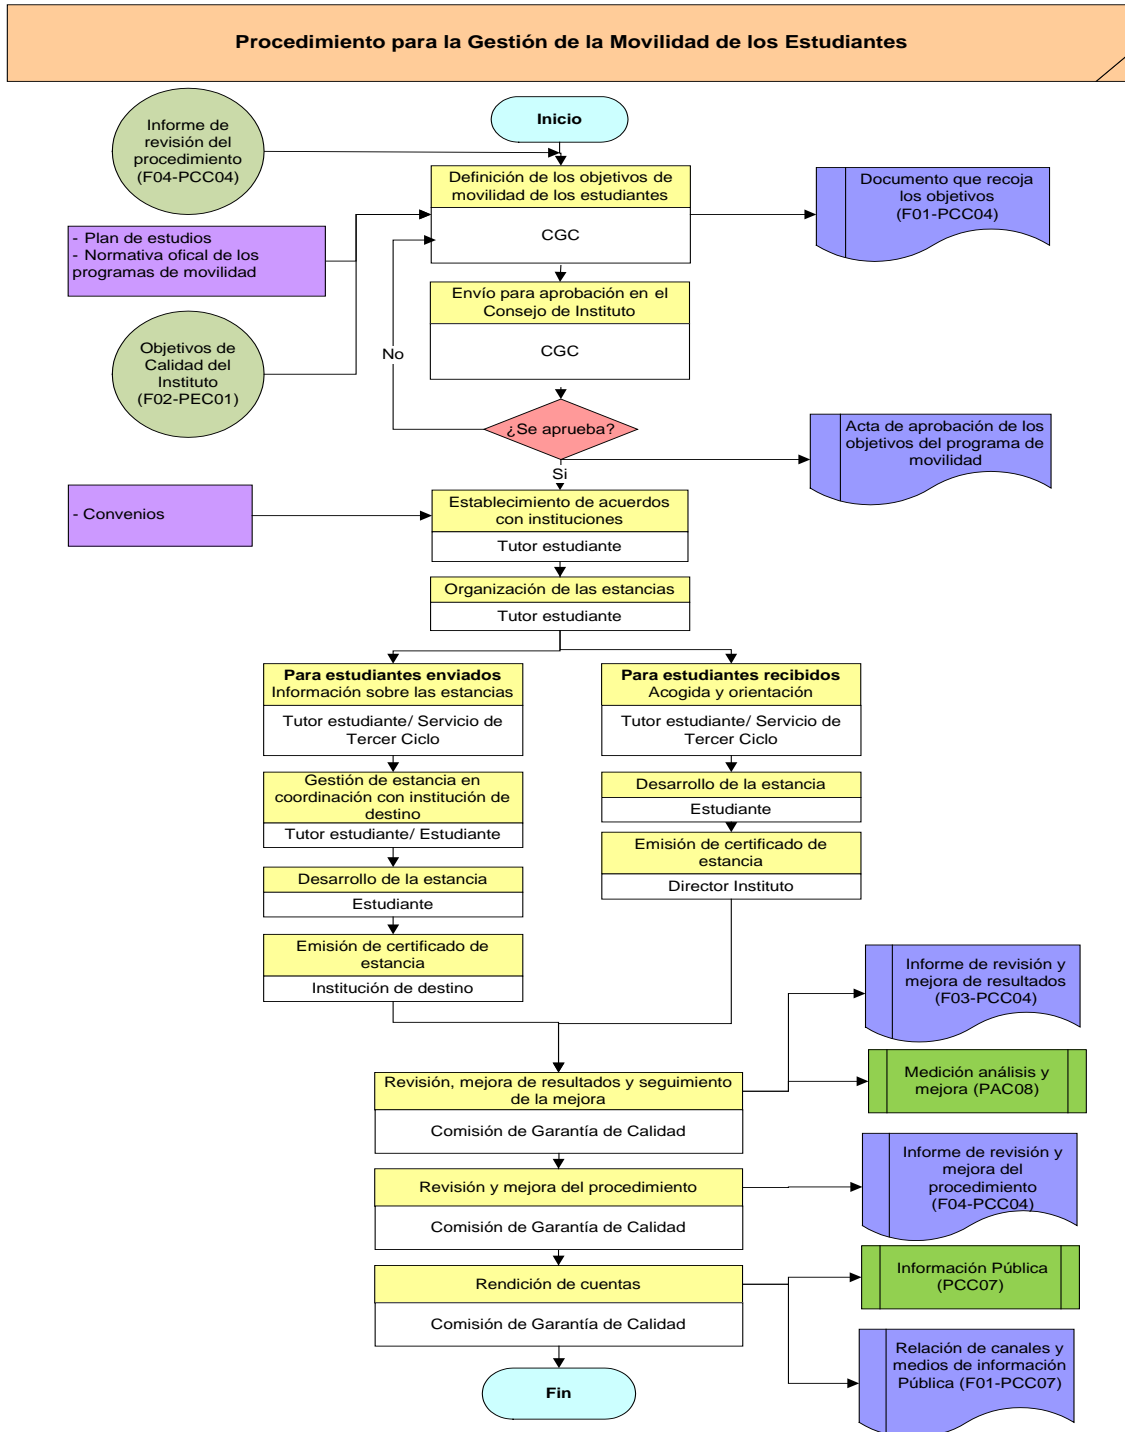 Procedimiento para la Gestión de la Movilidad de los Estudiantes
Informe de
revisión del
procedimiento
(F04-PCC04)
Inicio
Definición de los objetivos de
movilidad de los estudiantes
CGC
Documento que recoja
los objetivos
(F01-PCC04)
- Plan de estudios
- Normativa ofical de los
programas de movilidad
Envío para aprobación en el
Consejo de Instituto
CGC
Objetivos de
Calidad del
Instituto
(F02-PEC01)
No
¿Se aprueba?
Si
Acta de aprobación de los
objetivos del programa de
movilidad
- Convenios
Establecimiento de acuerdos
con instituciones
Tutor estudiante
Organización de las estancias
Tutor estudiante
Para estudiantes enviados
Información sobre las estancias
Tutor estudiante/ Servicio de
Tercer Ciclo
Gestión de estancia en
coordinación con institución de
destino
Tutor estudiante/ Estudiante
Desarrollo de la estancia
Estudiante
Emisión de certificado de
estancia
Institución de destino
Para estudiantes recibidos
Acogida y orientación
Tutor estudiante/ Servicio de
Tercer Ciclo
Desarrollo de la estancia
Estudiante
Emisión de certificado de
estancia
Director Instituto
Informe de revisión y
mejora de resultados
(F03-PCC04)
Revisión, mejora de resultados y seguimiento
de la mejora
Comisión de Garantía de Calidad
Medición análisis y
mejora (PAC08)
Revisión y mejora del procedimiento
Comisión de Garantía de Calidad
Informe de revisión y
mejora del
procedimiento
(F04-PCC04)
Rendición de cuentas
Comisión de Garantía de Calidad
Información Pública
(PCC07)
Relación de canales y
medios de información
Pública (F01-PCC07)
Fin